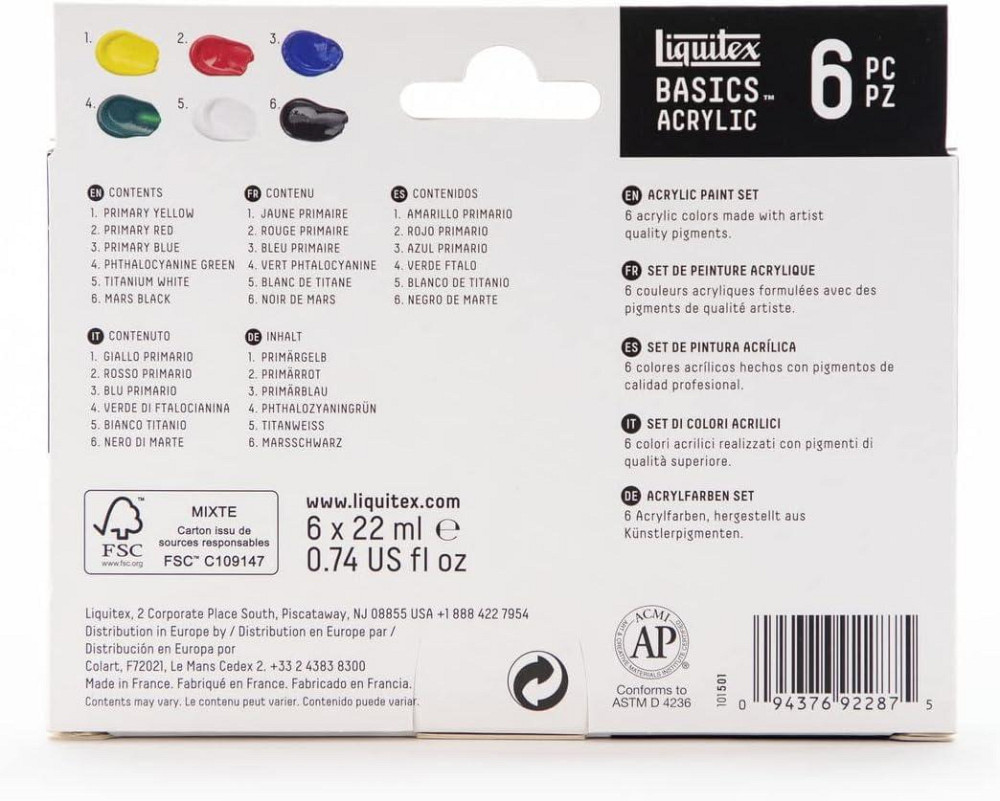 1.
2.
3.
4.
5.
6.
Liquitex
BASICS™
ACRYLIC
6 PC
PZ
EN CONTENTS
1. PRIMARY YELLOW
2. PRIMARY RED
3. PRIMARY BLUE
4. PHTHALOCYANINE GREEN
5. TITANIUM WHITE
6. MARS BLACK
FR CONTENU
1. JAUNE PRIMAIRE
2. ROUGE PRIMAIRE
3. BLEU PRIMAIRE
4. VERT PHTALOCYANINE
5. BLANC DE TITANE
6. NOIR DE MARS
ES CONTENIDOS
1. AMARILLO PRIMARIO
2. ROJO PRIMARIO
3. AZUL PRIMARIO
4. VERDE FTALO
5. BLANCO DE TITANIO
6. NEGRO DE MARTE
IT CONTENUTO
1. GIALLO PRIMARIO
2. ROSSO PRIMARIO
3. BLU PRIMARIO
4. VERDE DI FTALOCIANINA
5. BIANCO TITANIO
6. NERO DI MARTE
DE INHALT
1. PRIMÄRGELB
2. PRIMÄRROT
3. PRIMÄRBLAU
4. PHTHALOZYANINGRÜN
5. TITANWEISS
6. MARSSCHWARZ
EN ACRYLIC PAINT SET
6 acrylic colors made with artist
quality pigments.
FR SET DE PEINTURE ACRYLIQUE
6 couleurs acryliques formulées avec des
pigments de qualité artiste.
ES SET DE PINTURA ACRÍLICA
6 colores acrílicos hechos con pigmentos de
calidad profesional.
IT SET DI COLORI ACRILICI
6 colori acrilici realizzati con pigmenti di
qualità superiore.
DE ACRYLFARBEN SET
6 Acrylfarben, hergestellt aus
Künstlerpigmenten.
FSC
www.fsc.org
MIXTE
Carton issu de
sources responsables
FSC™ C109147
www.liquitex.com
6 x 22 ml ℮
0.74 US fl oz
Liquitex, 2 Corporate Place South, Piscataway, NJ 08855 USA +1 888 422 7954
Distribution in Europe by / Distribution en Europe par /
Distribución en Europa por
Colart, F72021, Le Mans Cedex 2. +33 2 4383 8300
Made in France. Fabriqué en France. Fabricado en Francia.
Contents may vary. Le contenu peut varier. Contenido puede variar.
ACMI
AP
ART & CREATIVE MATERIALS INSTITUTE CERTIFIED
®
Conforms to
ASTM D 4236
101501
0 94376 92287 5